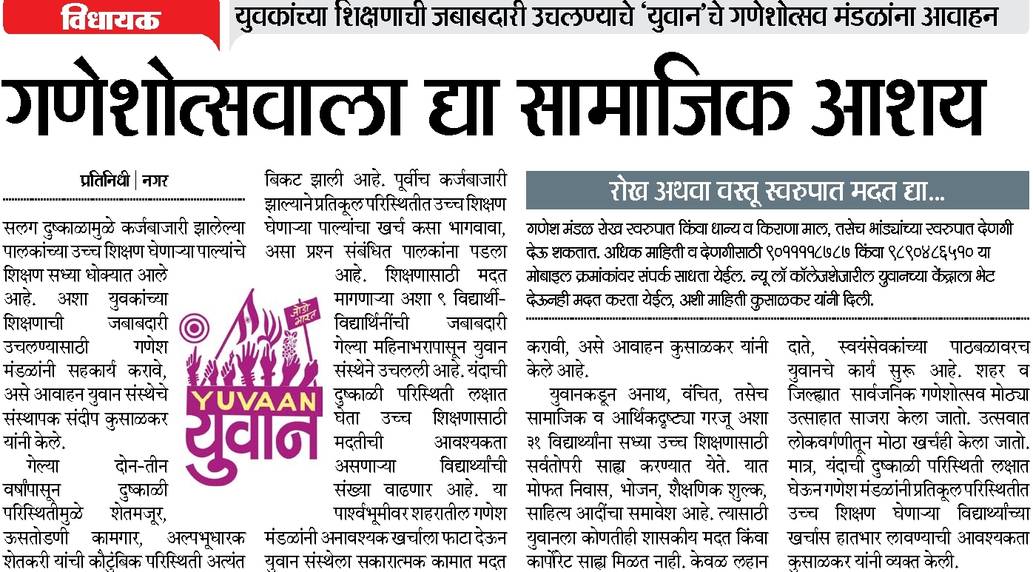 विधायक
युवकांच्या शिक्षणाची जबाबदारी उचलण्याचे ‘युवान’चे गणेशोत्सव मंडळांना आवाहन
गणेशोत्सवाला द्या सामाजिक आशय
प्रतिनिधी | नगर
सलग दुष्काळामुळे कर्जबाजारी झालेल्या
पालकांच्या उच्च शिक्षण घेणाऱ्या पाल्यांचे
शिक्षण सध्या धोक्यात आले
आहे. अशा युवकांच्या
शिक्षणाची जबाबदारी
उचलण्यासाठी गणेश
मंडळांनी सहकार्य करावे,
असे आवाहन युवान संस्थेचे
संस्थापक संदीप कुसाळकर
यांनी केले.
गेल्या दोन-तीन
वर्षांपासून दुष्काळी
परिस्थितीमुळे शेतमजूर,
ऊसतोडणी कामगार, अल्पभूधारक
शेतकरी यांची कौटुंबिक परिस्थिती अत्यंत
जोडो भारत
YUVAAN
युवान
बिकट झाली आहे. पूर्वीच कर्जबाजारी
झाल्याने प्रतिकूल परिस्थितीत उच्च शिक्षण
घेणाऱ्या पाल्यांचा खर्च कसा भागवावा,
असा प्रश्न संबंधित पालकांना पडला
आहे. शिक्षणासाठी मदत
मागणाऱ्या अशा ९ विद्यार्थी-
विद्यार्थिनींची जबाबदारी
गेल्या महिनाभरापासून युवान
संस्थेने उचलली आहे. यंदाची
दुष्काळी परिस्थिती लक्षात
घेता उच्च शिक्षणासाठी
मदतीची आवश्यकता
असणाऱ्या विद्यार्थ्यांची
संख्या वाढणार आहे. या
पार्श्वभूमीवर शहरातील गणेश
मंडळांनी अनावश्यक खर्चाला फाटा देऊन
युवान संस्थेला सकारात्मक कामात मदत
रोख अथवा वस्तू स्वरुपात मदत द्या...
गणेश मंडळ रोख स्वरुपात किंवा धान्य व किराणा माल, तसेच भांड्यांच्या स्वरुपात देणगी
देऊ शकतात. अधिक माहिती व देणगीसाठी ९०११११८७८७ किंवा ९८९०४८६५१० या
मोबाइल क्रमांकांवर संपर्क साधता येईल. न्यू लॉ कॉलेजशेजारील युवानच्या केंद्राला भेट
देऊनही मदत करता येईल, अशी माहिती कुसाळकर यांनी दिली.
करावी, असे आवाहन कुसाळकर यांनी
केले आहे.
युवानकडून अनाथ, वंचित, तसेच
सामाजिक व आर्थिकदृष्ट्या गरजू अशा
३१ विद्यार्थ्यांना सध्या उच्च शिक्षणासाठी
सर्वतोपरी साह्य करण्यात येते. यात
मोफत निवास, भोजन, शैक्षणिक शुल्क,
साहित्य आदींचा समावेश आहे. त्यासाठी
युवानला कोणतीही शासकीय मदत किंवा
कार्पोरेट साह्य मिळत नाही. केवळ लहान
दाते, स्वयंसेवकांच्या पाठबळावरच
युवानचे कार्य सुरू आहे. शहर व
जिल्ह्यात सार्वजनिक गणेशोत्सव मोठ्या
उत्साहात साजरा केला जातो. उत्सवात
लोकवर्गणीतून मोठा खर्चही केला जातो.
मात्र, यंदाची दुष्काळी परिस्थिती लक्षात
घेऊन गणेश मंडळांनी प्रतिकूल परिस्थितीत
उच्च शिक्षण घेणाऱ्या विद्यार्थ्यांच्या
खर्चास हातभार लावण्याची आवश्यकता
कुसाळकर यांनी व्यक्त केली.